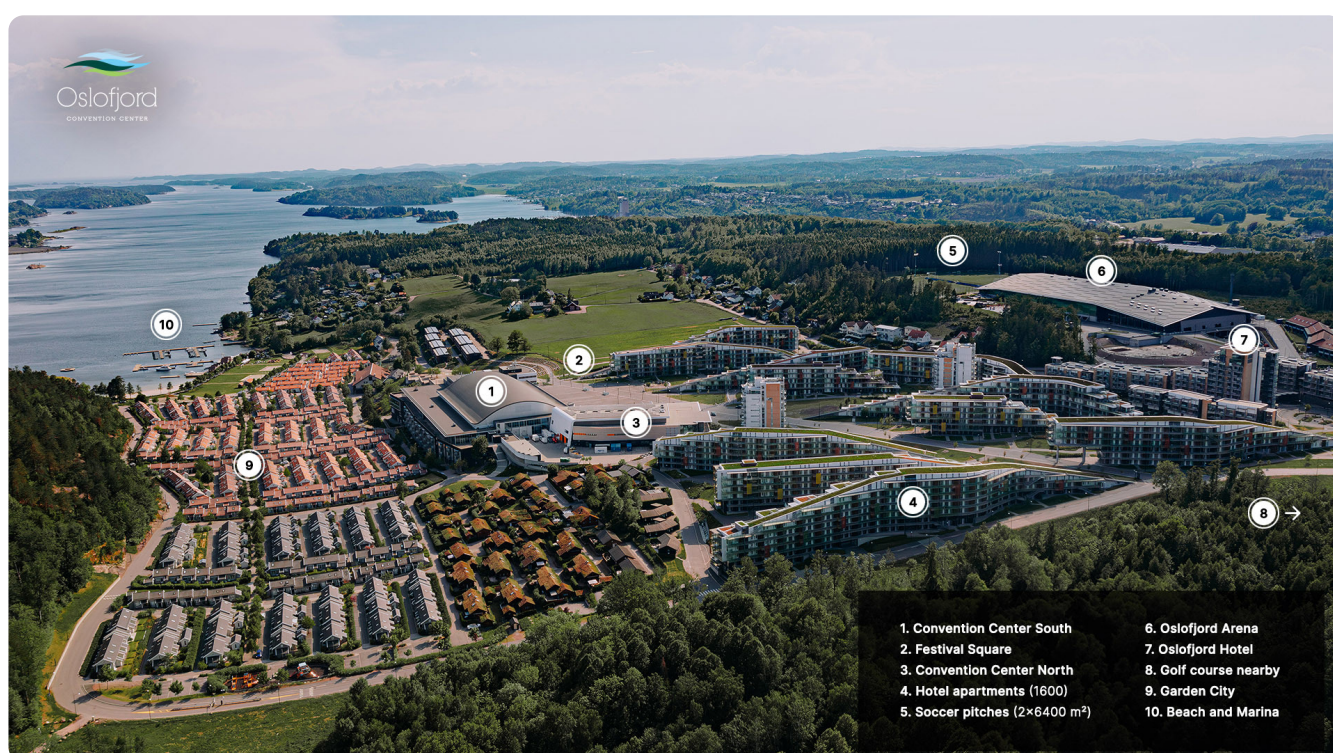 Oslofjord
CONVENTION CENTER
5
6
10
7
2
1
3
9
4
8
1. Convention Center South
2. Festival Square
3. Convention Center North
4. Hotel apartments (1600)
5. Soccer pitches (2×6400 m²)
6. Oslofjord Arena
7. Oslofjord Hotel
8. Golf course nearby
9. Garden City
10. Beach and Marina